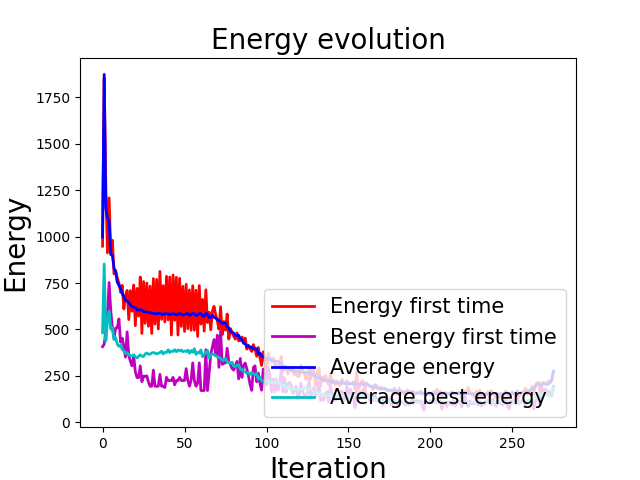 Energy evolution
Energy
1750
1500
1250
1000
750
500
250
0
0
50
100
150
200
250
Iteration
Energy first time
Best energy first time
Average energy
Average best energy